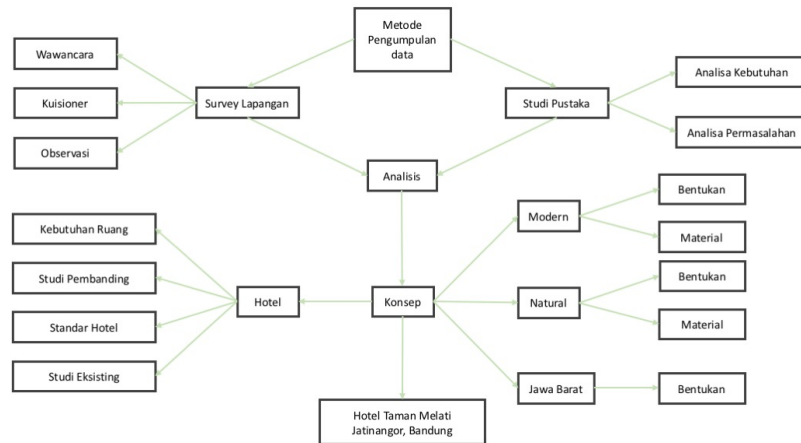 Metode
Pengumpulan
data
Wawancara
Kuisioner
Observasi
Survey Lapangan
Studi Pustaka
Analisa Kebutuhan
Analisa Permasalahan
Analisis
Kebutuhan Ruang
Studi Pembanding
Standar Hotel
Studi Eksisting
Hotel
Konsep
Modern
Bentukan
Material
Natural
Bentukan
Material
Jawa Barat
Bentukan
Hotel Taman Melati
Jatinangor, Bandung